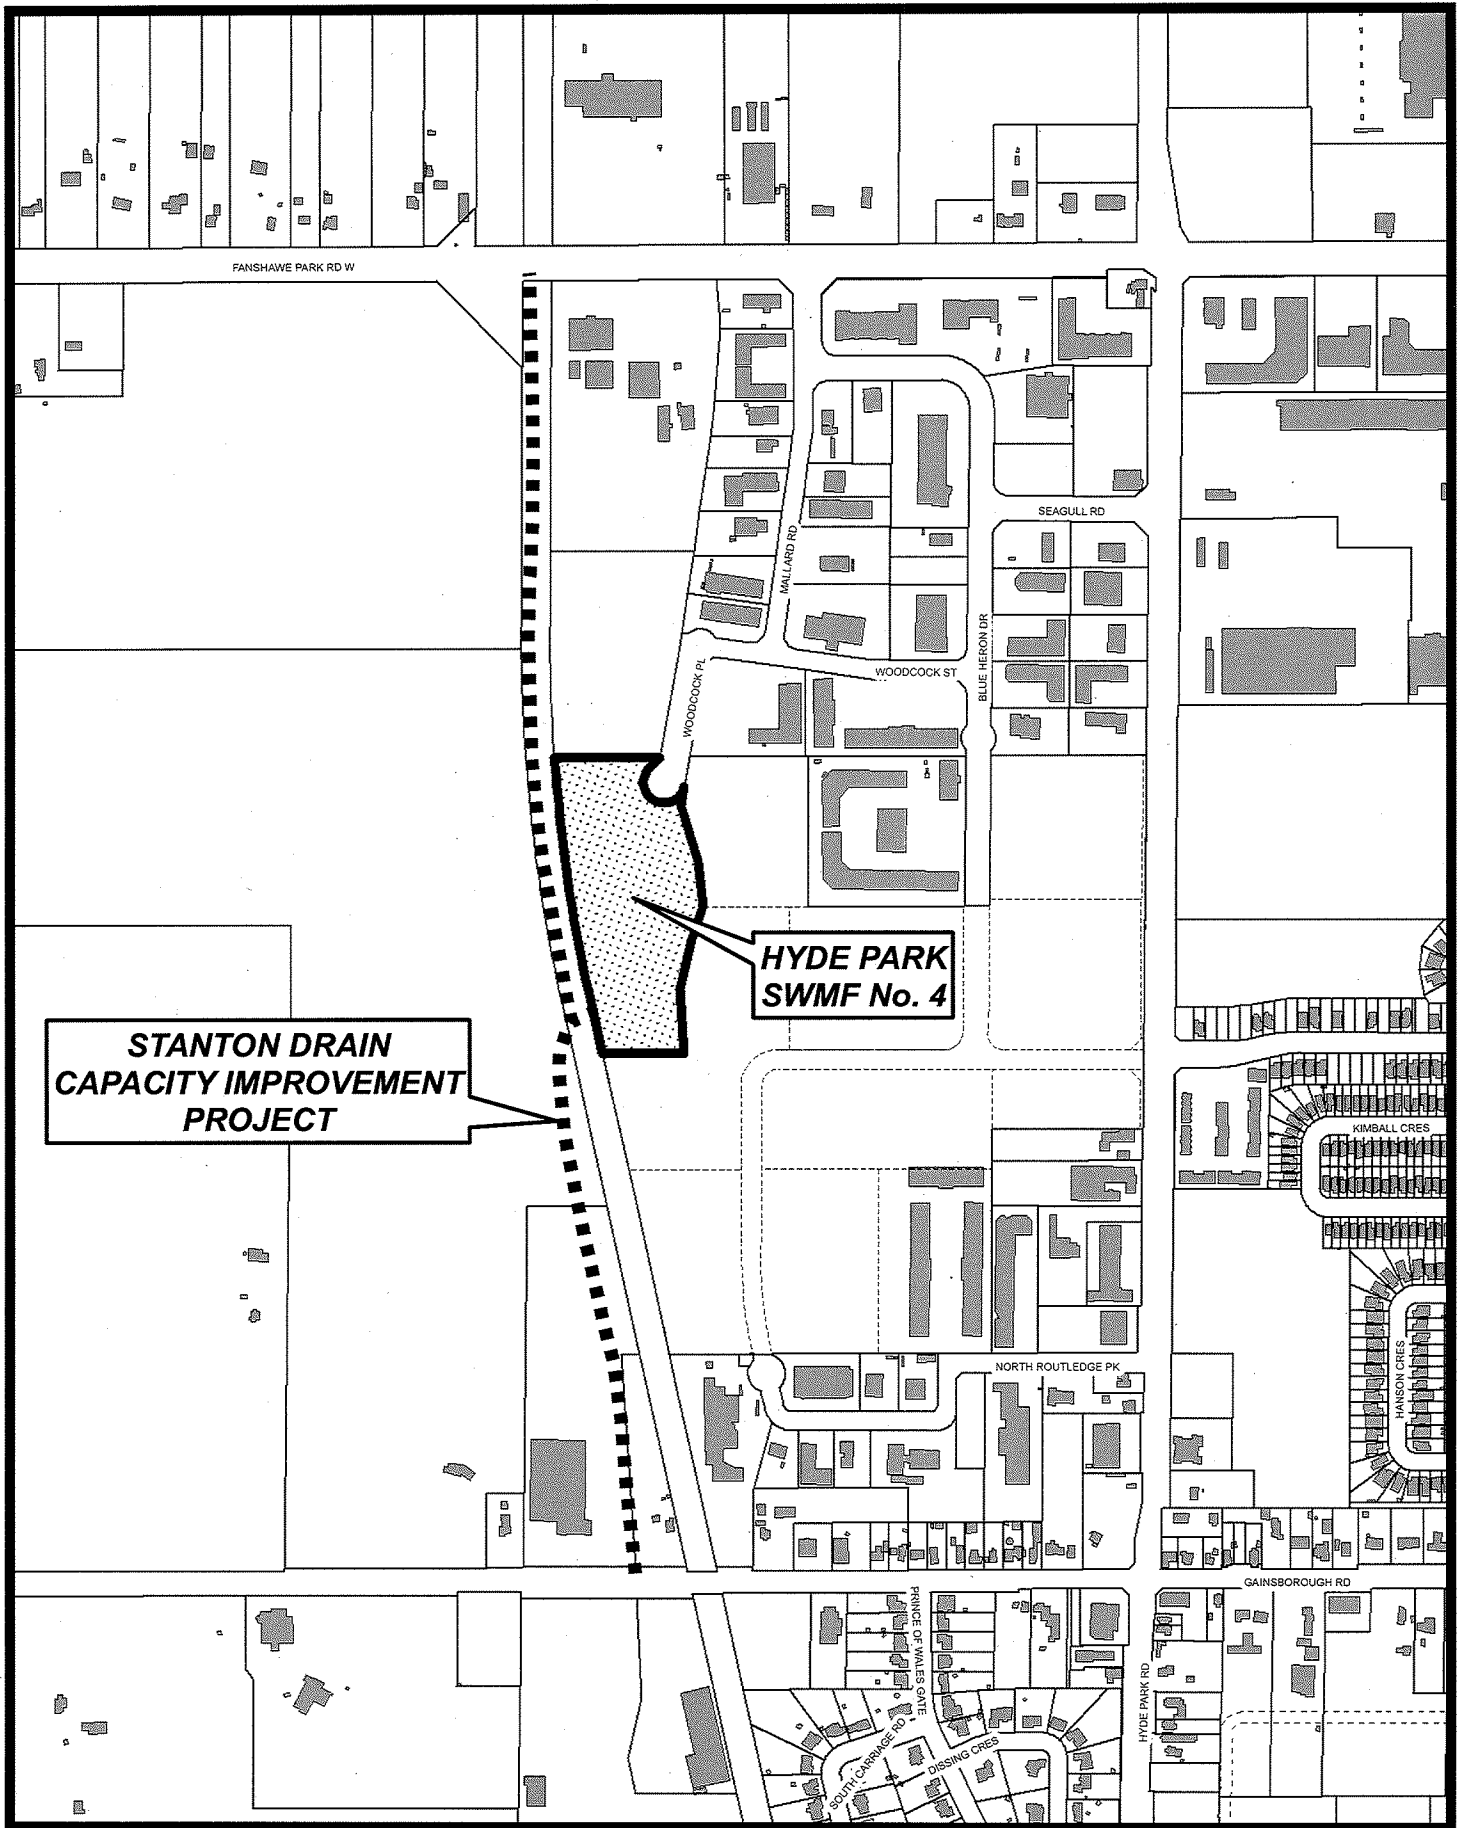 FANSHAWE PARK RD W
SEAGULL RD
MALLARD RD
BLUE HERON DR
WOODCOCK ST
WOODCOCK PL
HYDE PARK
SWMF No. 4
STANTON DRAIN
CAPACITY IMPROVEMENT
PROJECT
KIMBALL CRES
HANSON CRES
NORTH ROUTLEDGE PK
GAINSBOROUGH RD
PRINCE OF WALES GATE
HYDE PARK RD
SOUTH CARRIAGE RD
DISSING CRES